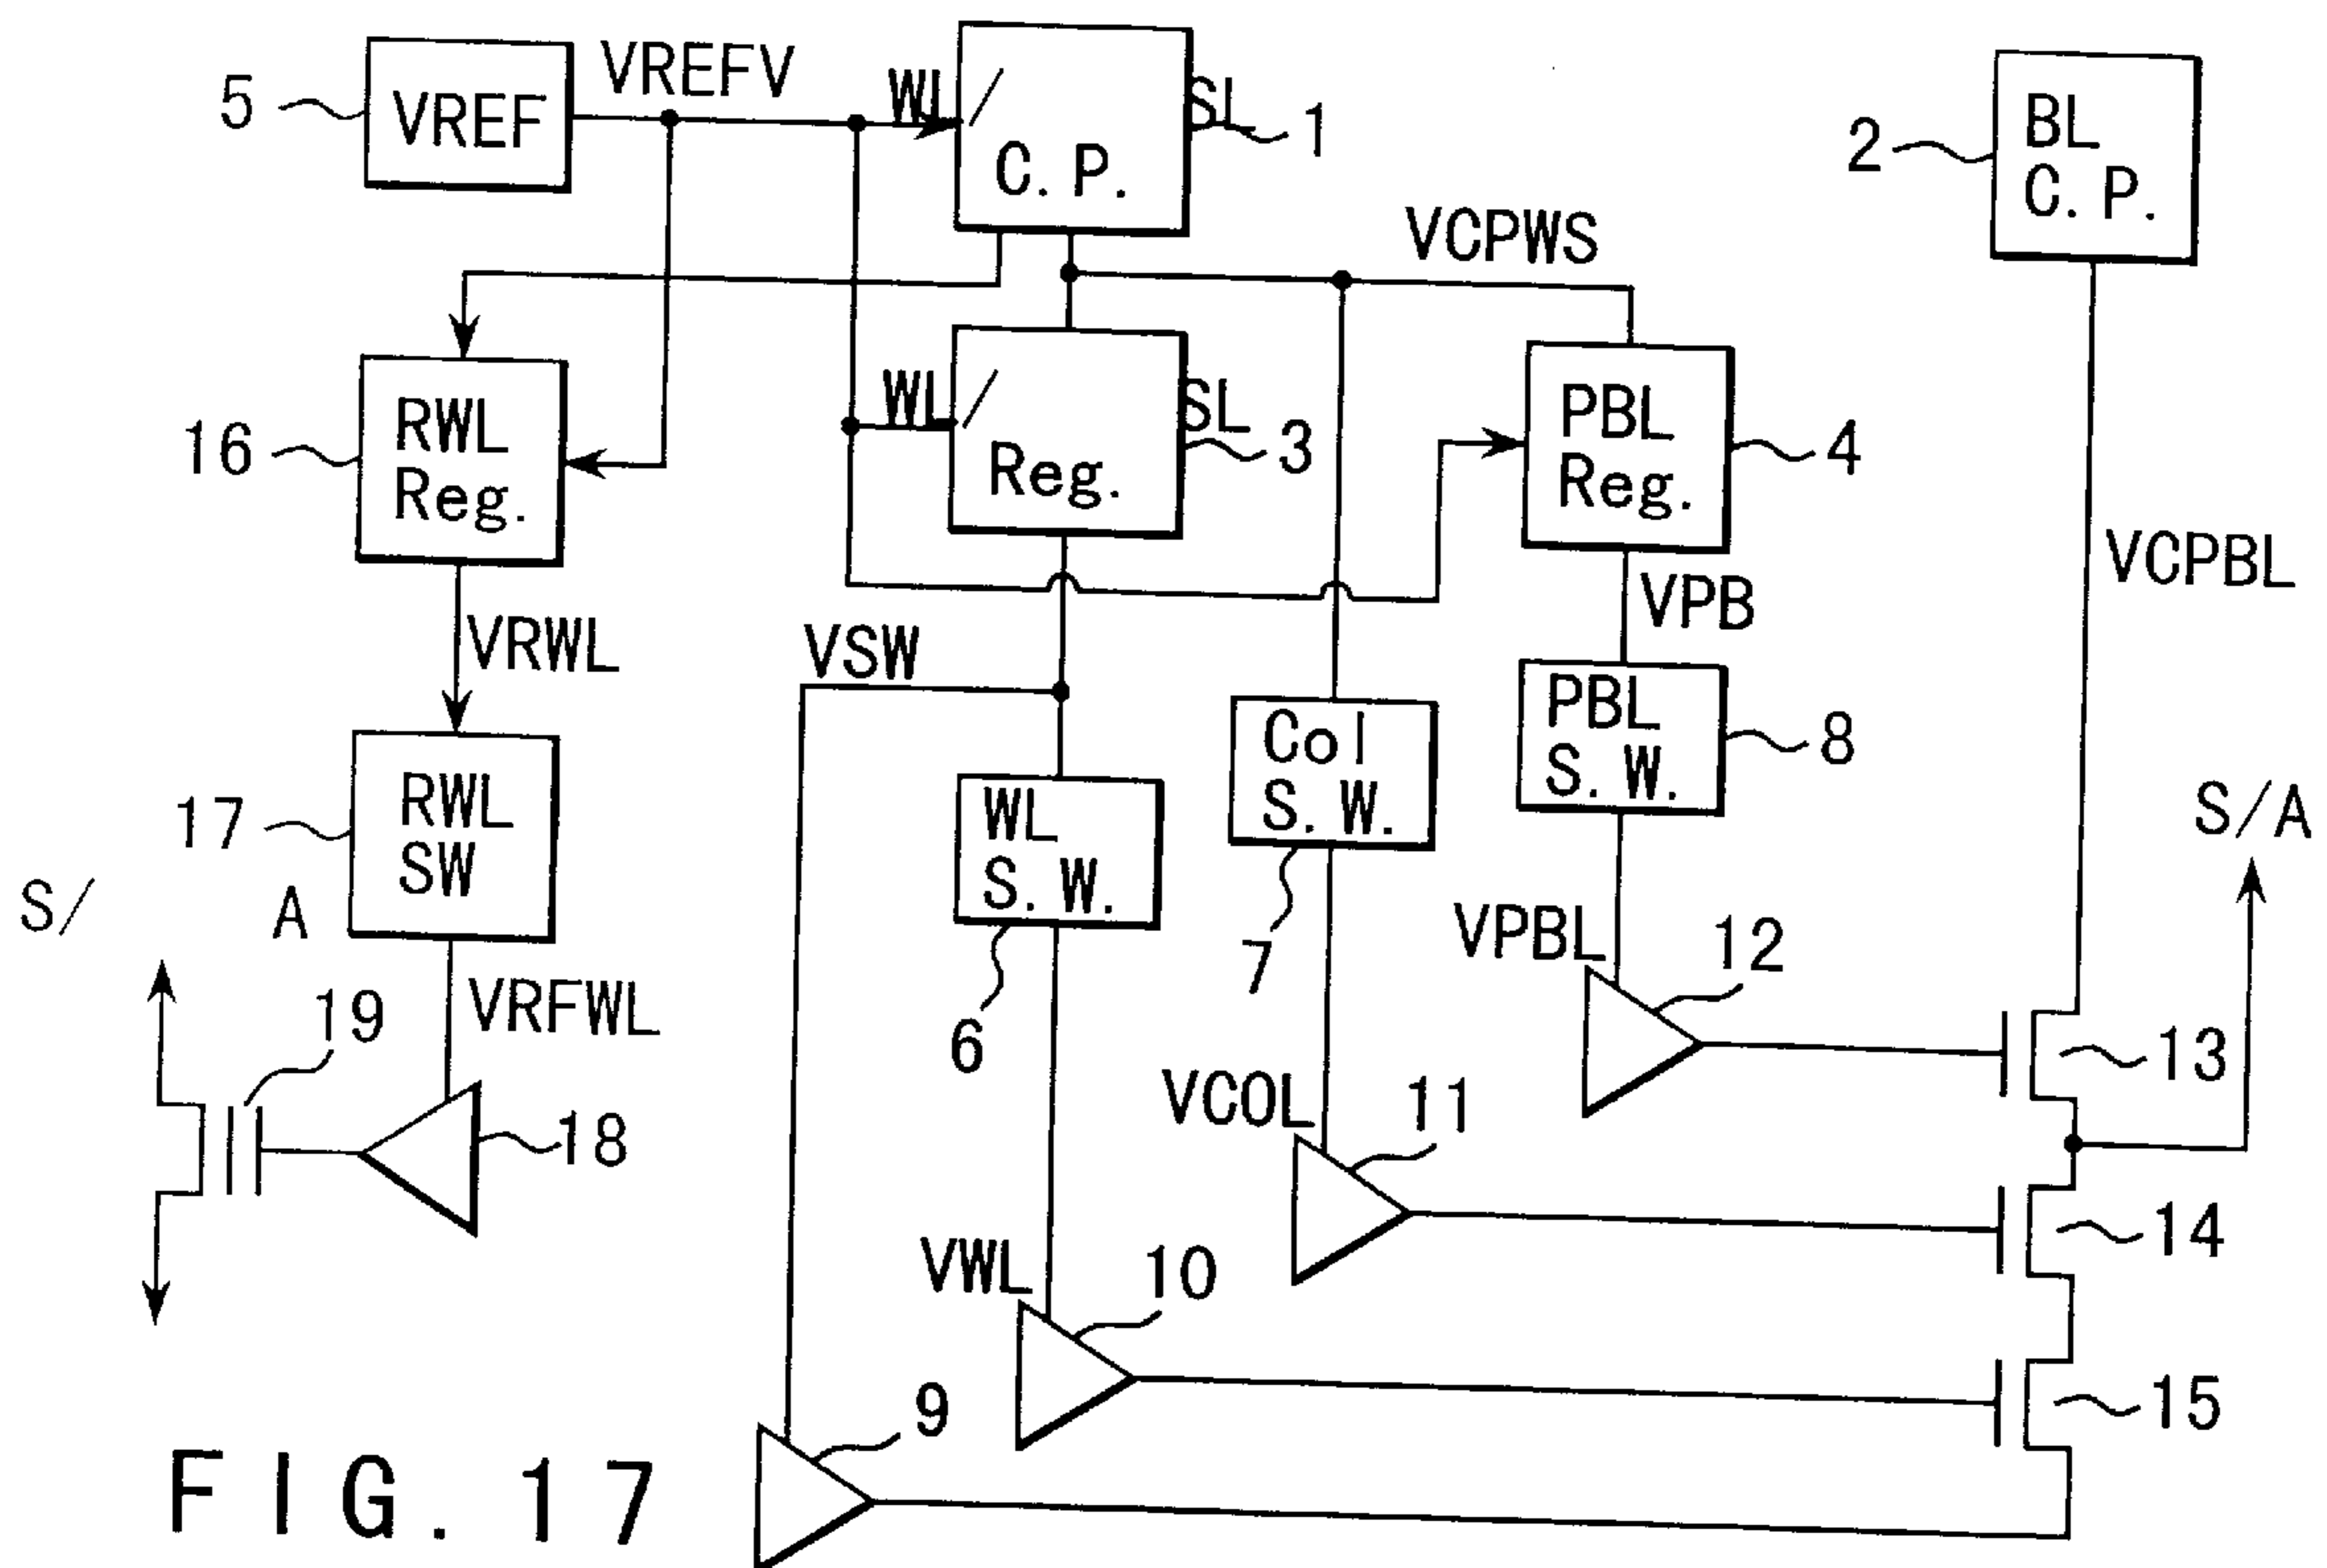 5
VREF
VREFV
WL/SL
C.P.
1
2
BL
C.P.
VCPWS
16
RWL
Reg.
WL/SL
Reg.
3
PBL
Reg.
4
VCPBL
VRWL
VSW
VPB
17
RWL
SW
WL
S.W.
6
Col
S.W.
7
PBL
S.W.
8
S/A
S/A
19
VRFWL
18
VPBL
12
13
VCOL
11
14
VWL
10
15
9
FIG. 17